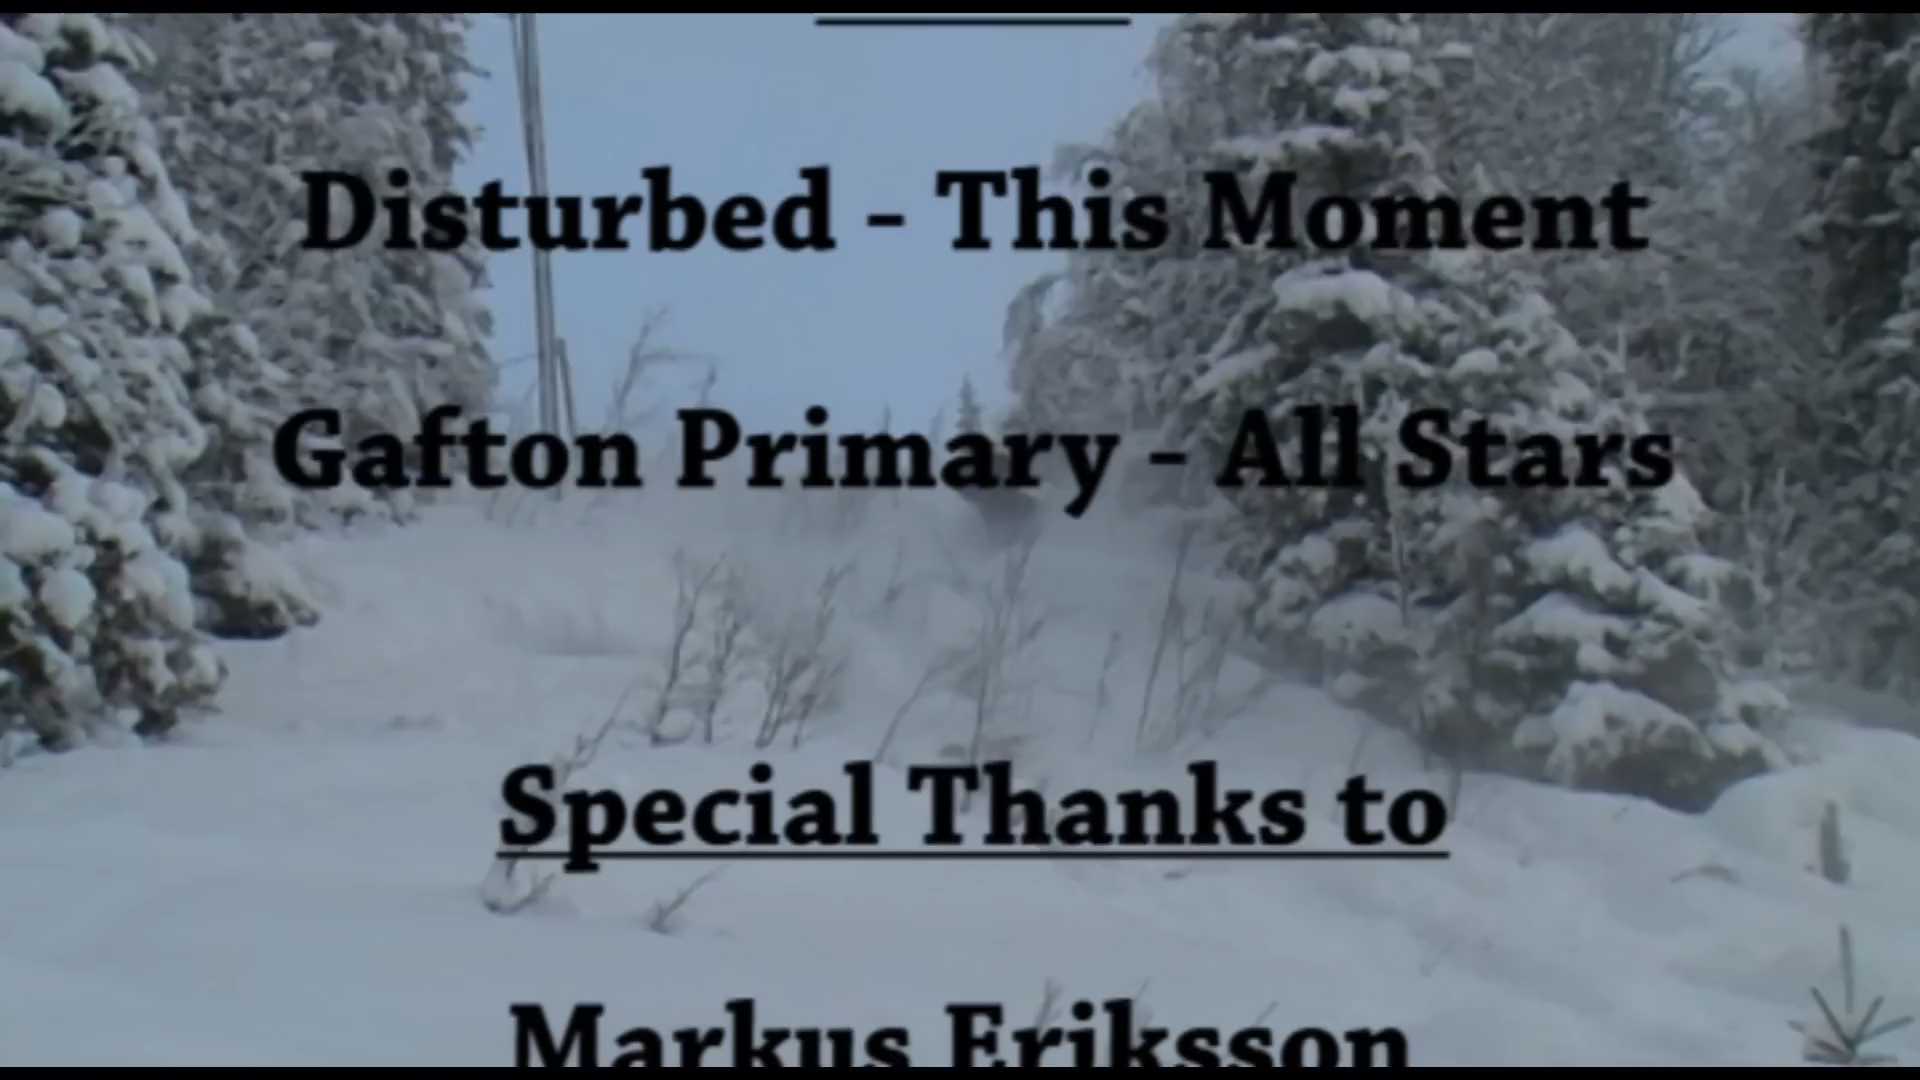 Disturbed - This Moment
Gafton Primary - All Stars
Special Thanks to
Markus Eriksson